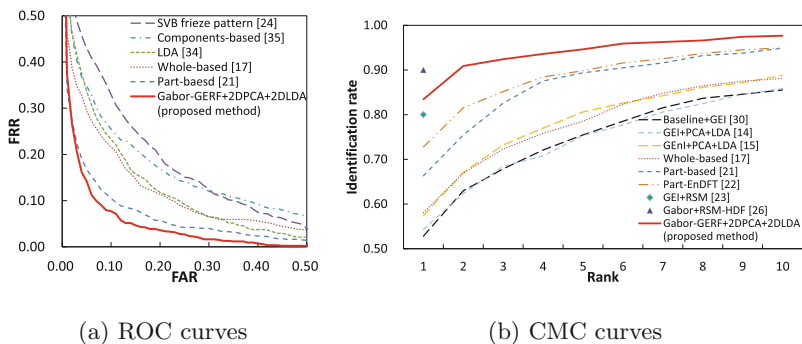 0.50
0.40
0.30
0.20
0.10
0.00
FRR
0.00 0.10 0.20 0.30 0.40 0.50
FAR
SVB frieze pattern [24]
Components-based [35]
LDA [34]
Whole-based [17]
Part-baesd [21]
Gabor-GERF+2DPCA+2DLDA
(proposed method)
(a) ROC curves
1.00
0.90
0.80
0.70
0.60
0.50
Identification rate
1 2 3 4 5 6 7 8 9 10
Rank
Baseline+GEI [30]
GEI+PCA+LDA [14]
GEnI+PCA+LDA [15]
Whole-based [17]
Part-based [21]
Part-EnDFT [22]
GEI+RSM [23]
Gabor+RSM-HDF [26]
Gabor-GERF+2DPCA+2DLDA
(proposed method)
(b) CMC curves